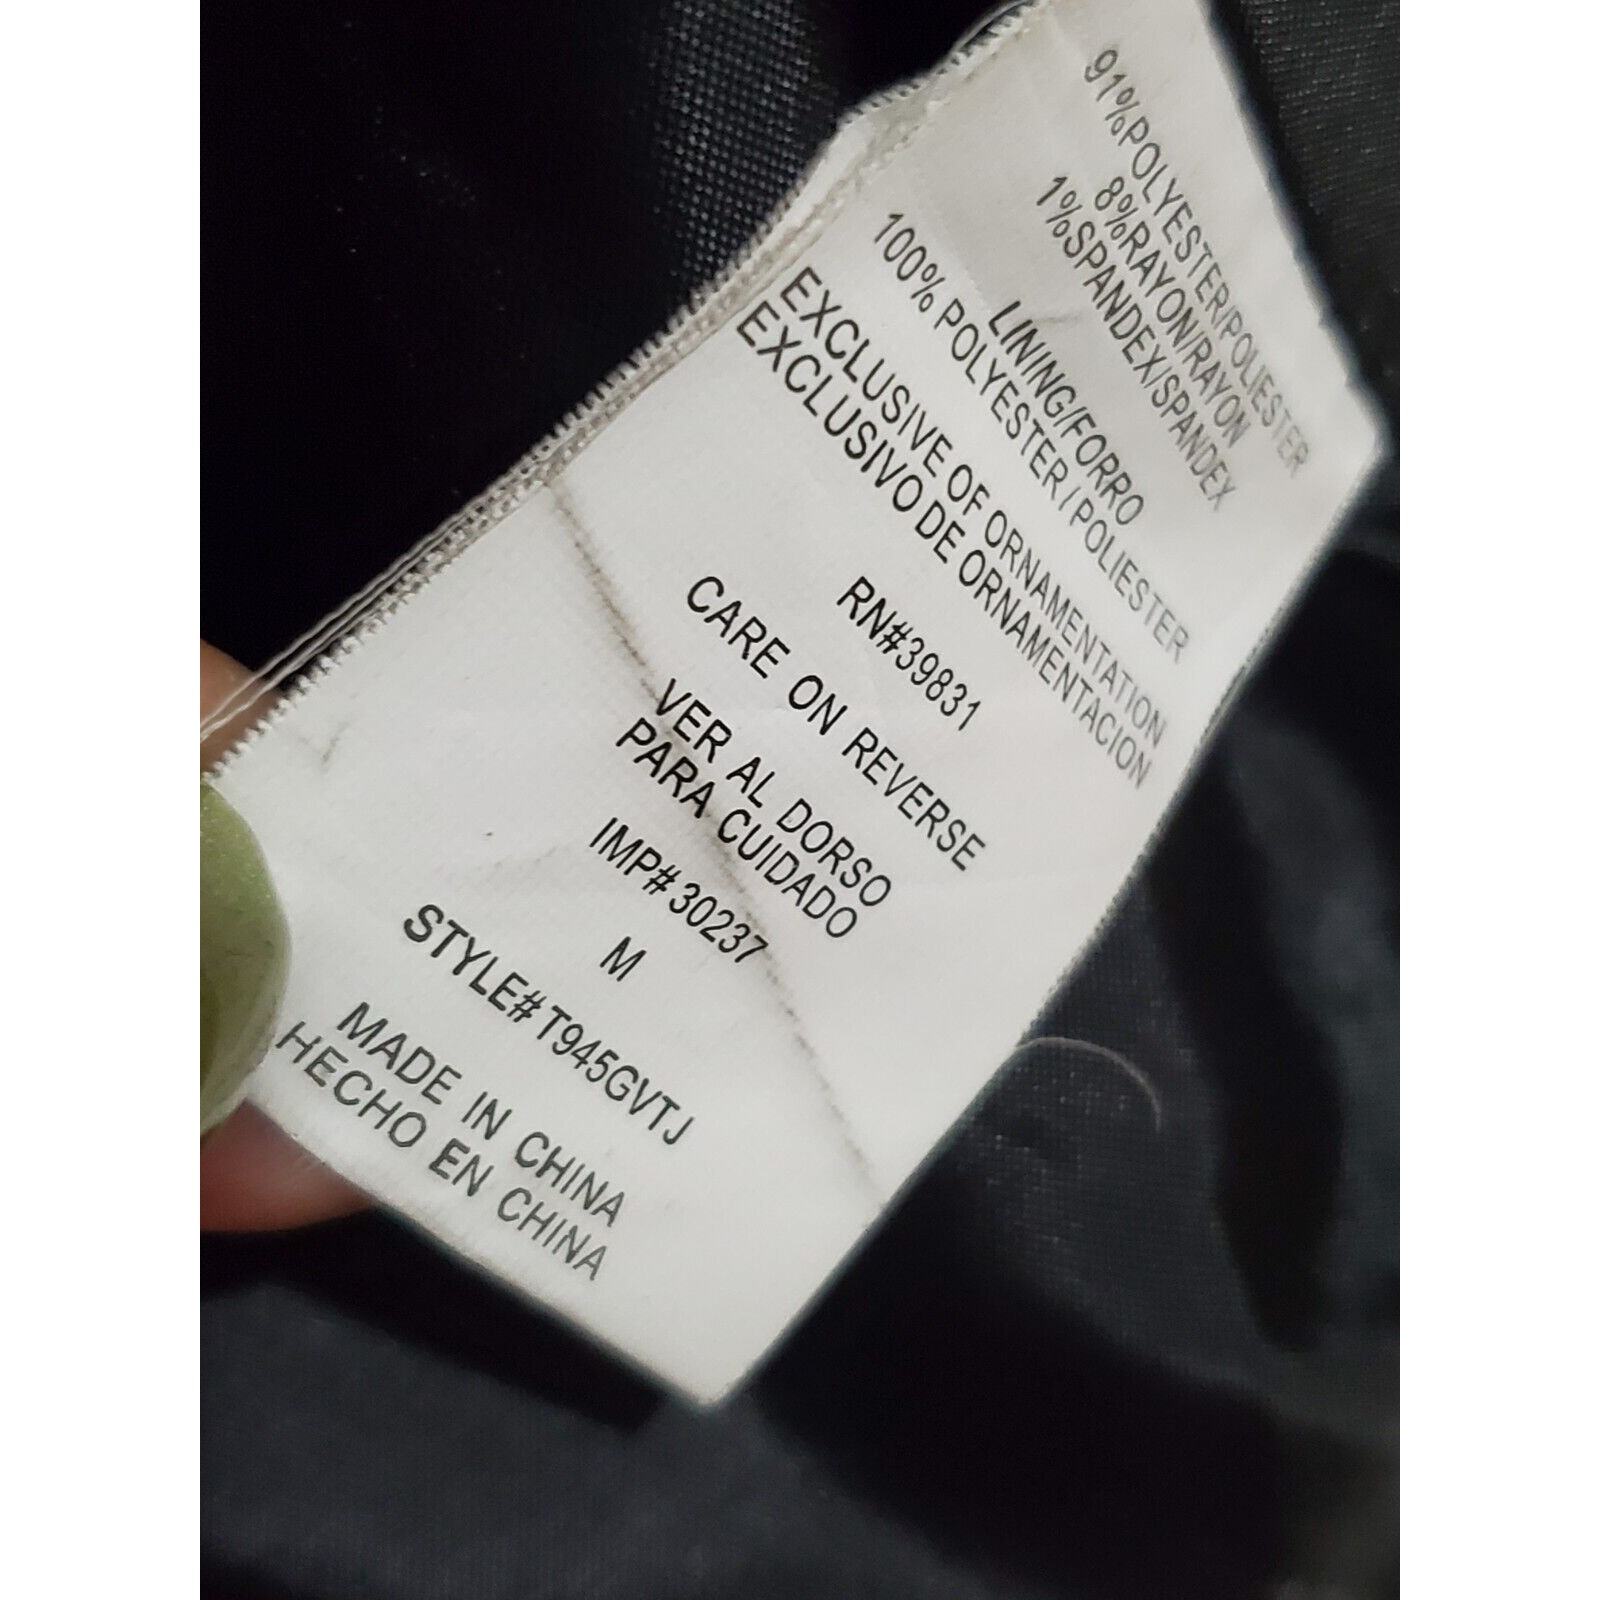 91%POLYESTER/POLIESTER
8%RAYON/RAYON
1%SPANDEX/SPANDEX
LINING/FORRO
100% POLYESTER / POLIESTER
EXCLUSIVE OF ORNAMENTATION
EXCLUSIVO DE ORNAMENTACION
RN#39831
CARE ON REVERSE
VER AL DORSO
PARA CUIDADO
IMP#30237
M
STYLE#T945GVTJ
MADE IN CHINA
HECHO EN CHINA